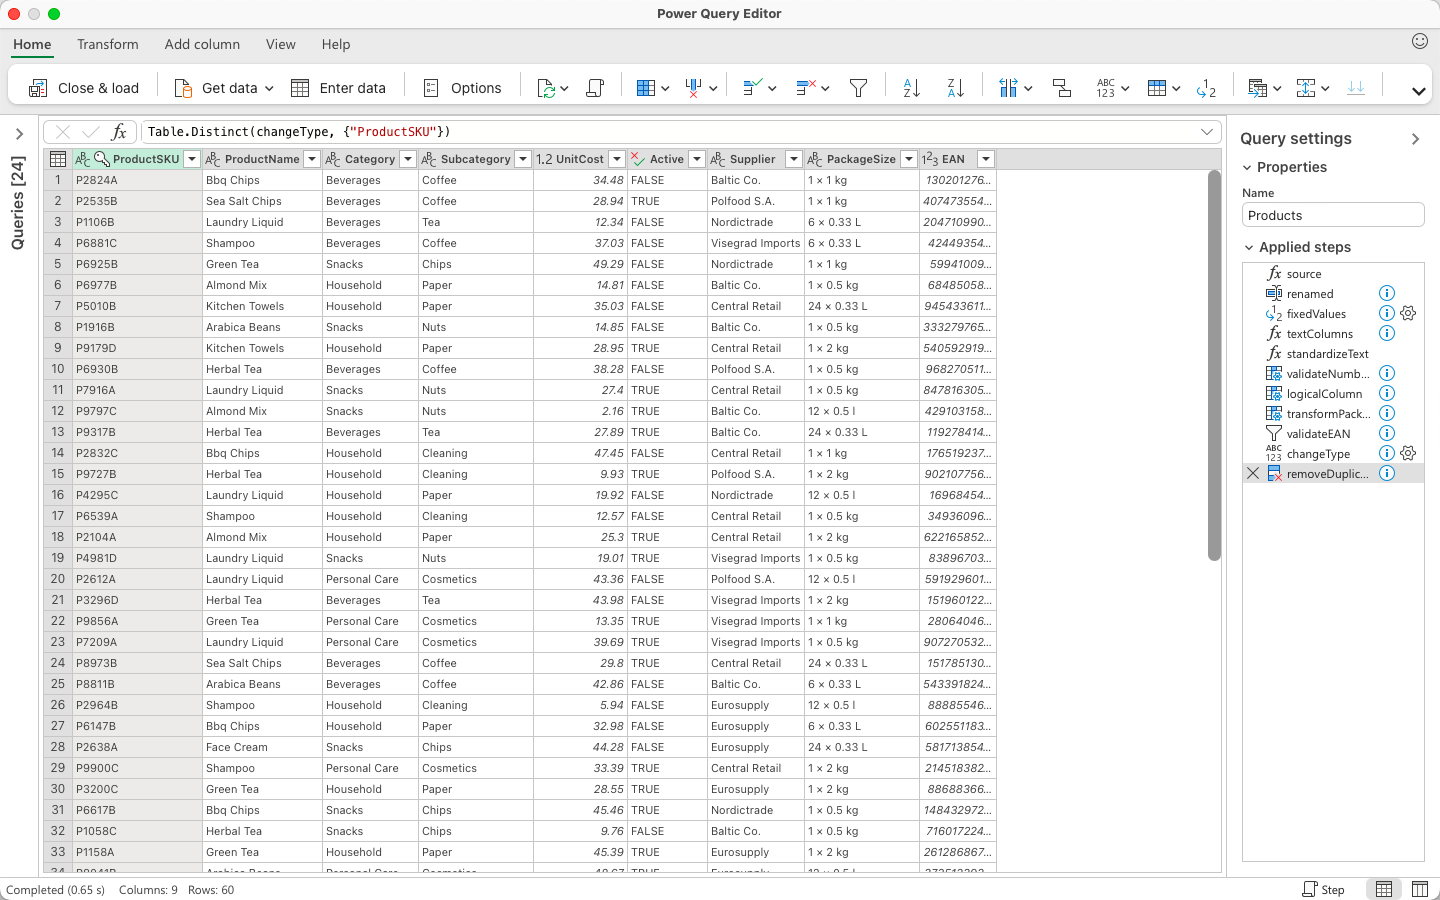 Power Query Editor
Home Transform Add column View Help
Close & load Get data Enter data Options
Table.Distinct(changeType, {"ProductSKU"})
Queries [24]
ProductSKU ProductName Category Subcategory 1.2 UnitCost Active Supplier PackageSize EAN
1 P2824A Bbq Chips Beverages Coffee 34.48 FALSE Baltic Co. 1 × 1 kg 130201276...
2 P2535B Sea Salt Chips Beverages Coffee 28.94 TRUE Polfood S.A. 1 × 1 kg 407473554...
3 P1106B Laundry Liquid Beverages Tea 12.34 FALSE Nordictrade 6 × 0.33 L 204710990...
4 P6881C Shampoo Beverages Coffee 37.03 FALSE Visegrad Imports 6 × 0.33 L 42449354...
5 P6925B Green Tea Snacks Chips 49.29 FALSE Nordictrade 1 × 1 kg 59941009...
6 P6977B Almond Mix Household Paper 14.81 FALSE Baltic Co. 1 × 0.5 kg 68485058...
7 P5010B Kitchen Towels Household Paper 35.03 FALSE Central Retail 24 × 0.33 L 945433611...
8 P1916B Arabica Beans Snacks Nuts 14.85 FALSE Baltic Co. 1 × 0.5 kg 333279765...
9 P9179D Kitchen Towels Household Paper 28.95 TRUE Central Retail 1 × 2 kg 540592919...
10 P6930B Herbal Tea Beverages Coffee 38.28 FALSE Polfood S.A. 1 × 0.5 kg 968270511...
11 P7916A Laundry Liquid Snacks Nuts 27.4 TRUE Central Retail 1 × 0.5 kg 847816305...
12 P9797C Almond Mix Snacks Nuts 2.16 TRUE Baltic Co. 12 × 0.5 l 429103158...
13 P9317B Herbal Tea Beverages Tea 27.89 TRUE Baltic Co. 24 × 0.33 L 119278414...
14 P2832C Bbq Chips Household Cleaning 47.45 FALSE Central Retail 1 × 1 kg 176519237...
15 P9727B Herbal Tea Household Cleaning 9.93 TRUE Polfood S.A. 1 × 2 kg 902107756...
16 P4295C Laundry Liquid Household Paper 19.92 FALSE Nordictrade 12 × 0.5 l 16968454...
17 P6539A Shampoo Household Cleaning 12.57 FALSE Central Retail 1 × 0.5 kg 34936096...
18 P2104A Almond Mix Household Paper 25.3 TRUE Central Retail 1 × 2 kg 622165852...
19 P4981D Laundry Liquid Snacks Nuts 19.01 TRUE Visegrad Imports 1 × 0.5 kg 83896703...
20 P2612A Laundry Liquid Personal Care Cosmetics 43.36 FALSE Polfood S.A. 12 × 0.5 l 591929601...
21 P3296D Herbal Tea Beverages Tea 43.98 FALSE Visegrad Imports 1 × 2 kg 151960122...
22 P9856A Green Tea Personal Care Cosmetics 13.35 TRUE Visegrad Imports 1 × 1 kg 28064046...
23 P7209A Laundry Liquid Personal Care Cosmetics 39.69 TRUE Visegrad Imports 1 × 0.5 kg 907270532...
24 P8973B Sea Salt Chips Beverages Coffee 29.8 TRUE Central Retail 24 × 0.33 L 151785130...
25 P8811B Arabica Beans Beverages Coffee 42.86 FALSE Baltic Co. 6 × 0.33 L 543391824...
26 P2964B Shampoo Household Cleaning 5.94 FALSE Eurosupply 12 × 0.5 l 88885546...
27 P6147B Bbq Chips Household Paper 32.98 FALSE Eurosupply 6 × 0.33 L 602551183...
28 P2638A Face Cream Snacks Chips 44.28 FALSE Eurosupply 24 × 0.33 L 581713854...
29 P9900C Shampoo Personal Care Cosmetics 33.39 TRUE Central Retail 1 × 2 kg 214518382...
30 P3200C Green Tea Household Paper 28.55 TRUE Eurosupply 1 × 2 kg 88688366...
31 P6617B Bbq Chips Snacks Chips 45.46 TRUE Nordictrade 1 × 0.5 kg 148432972...
32 P1058C Herbal Tea Snacks Chips 9.76 FALSE Baltic Co. 1 × 0.5 kg 716017224...
33 P1158A Green Tea Household Paper 45.39 TRUE Eurosupply 1 × 2 kg 261286867...
Query settings
Properties
Name
Products
Applied steps
source
renamed
fixedValues
textColumns
standardizeText
validateNumb...
logicalColumn
transformPack...
validateEAN
changeType
removeDuplic...
Completed (0.65 s) Columns: 9 Rows: 60 Step